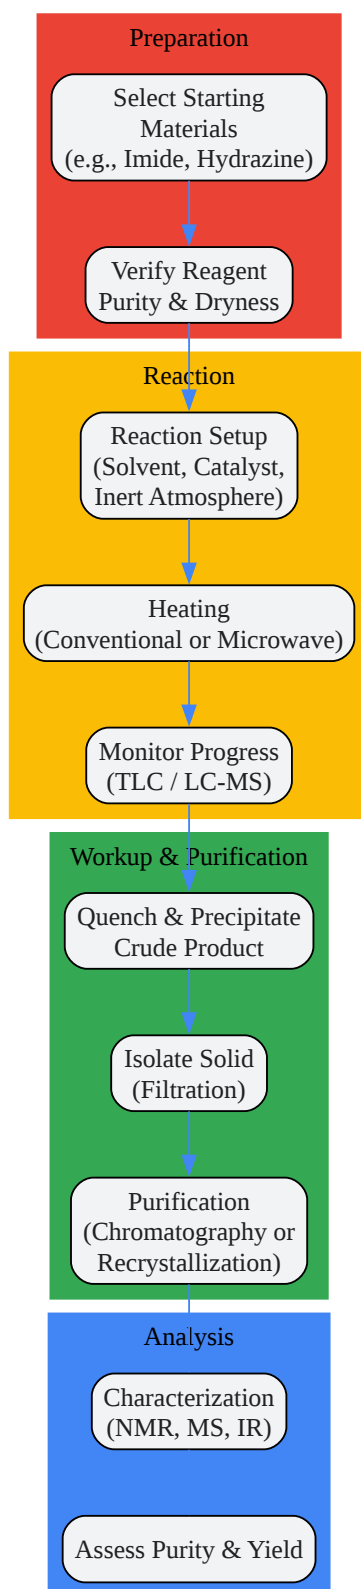 Preparation
Select Starting
Materials
(e.g., Imide, Hydrazine)
Verify Reagent
Purity & Dryness
Reaction
Reaction Setup
(Solvent, Catalyst,
Inert Atmosphere)
Heating
(Conventional or Microwave)
Monitor Progress
(TLC / LC-MS)
Workup & Purification
Quench & Precipitate
Crude Product
Isolate Solid
(Filtration)
Purification
(Chromatography or
Recrystallization)
Analysis
Characterization
(NMR, MS, IR)
Assess Purity & Yield